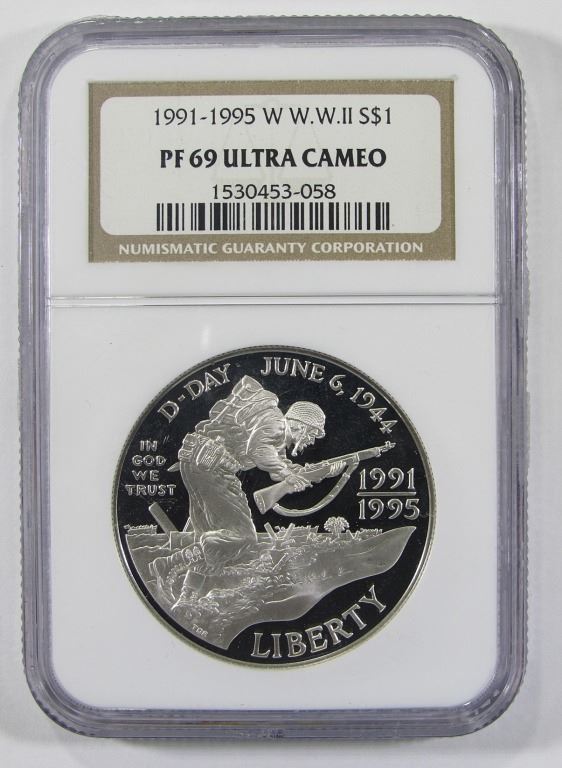 1991-1995 W W.W.II S$1
PF 69 ULTRA CAMEO
1530453-058
NUMISMATIC GUARANTY CORPORATION
D-DAY JUNE 6, 1944
IN
GOD
WE
TRUST
1991
1995
LIBERTY